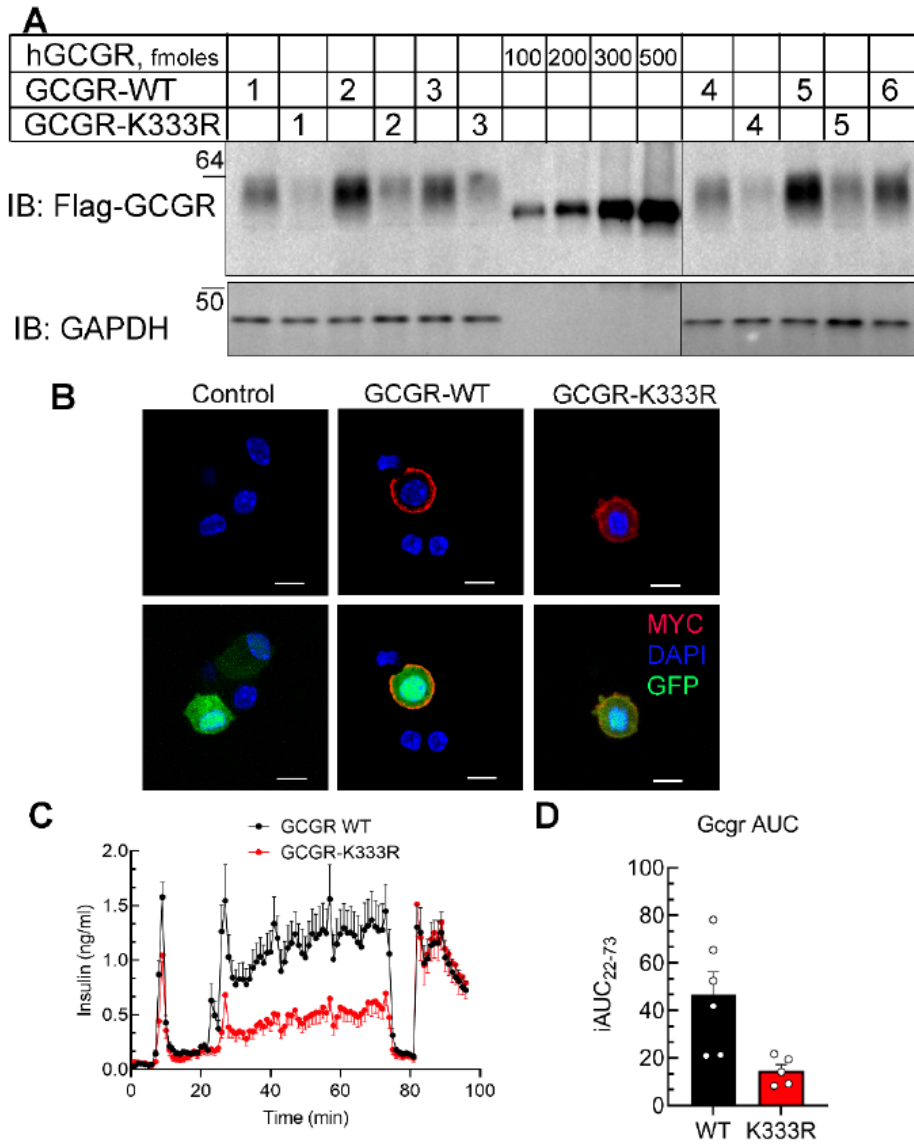 A
hGCGR, fmoles 100 200 300 500
GCGR-WT 1 2 3 4 5 6
GCGR-K333R 1 2 3 4 5
64
IB: Flag-GCGR
50
IB: GAPDH
B
Control GCGR-WT GCGR-K333R
MYC
DAPI
GFP
C
GCGR WT
GCGR-K333R
2.0
1.5
1.0
0.5
0.0
Insulin (ng/ml)
0 20 40 60 80 100
Time (min)
D
Gcgr AUC
100
80
60
40
20
0
iAUC22-73
WT K333R